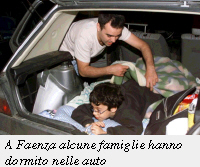 A Faenza alcune famiglie hanno
dormito nelle auto